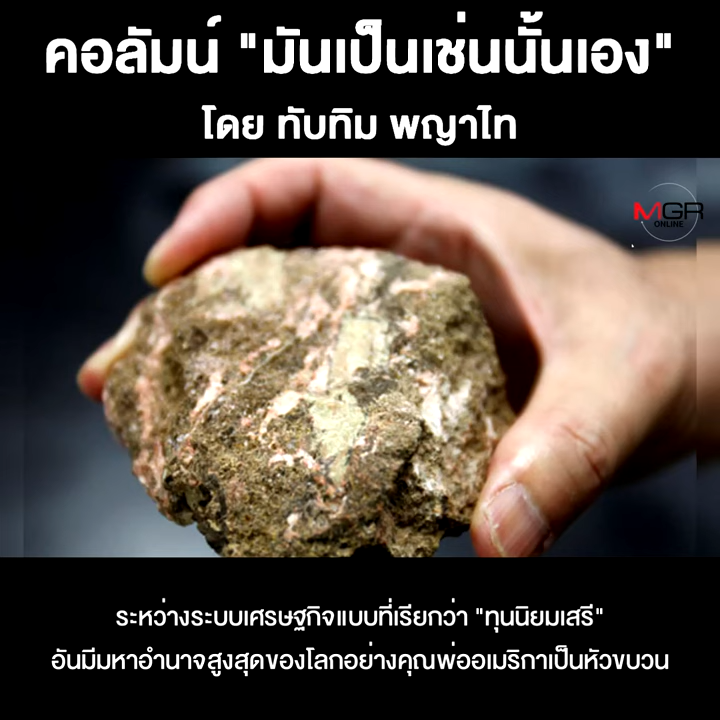 คอลัมน์ "มันเป็นเช่นนั้นเอง"
โดย ทับทิม พญาไท
MGR
ONLINE
ระหว่างระบบเศรษฐกิจแบบที่เรียกว่า "ทุนนิยมเสรี"
อันมีมหาอำนาจสูงสุดของโลกอย่างคุณพ่ออเมริกาเป็นหัวขบวน